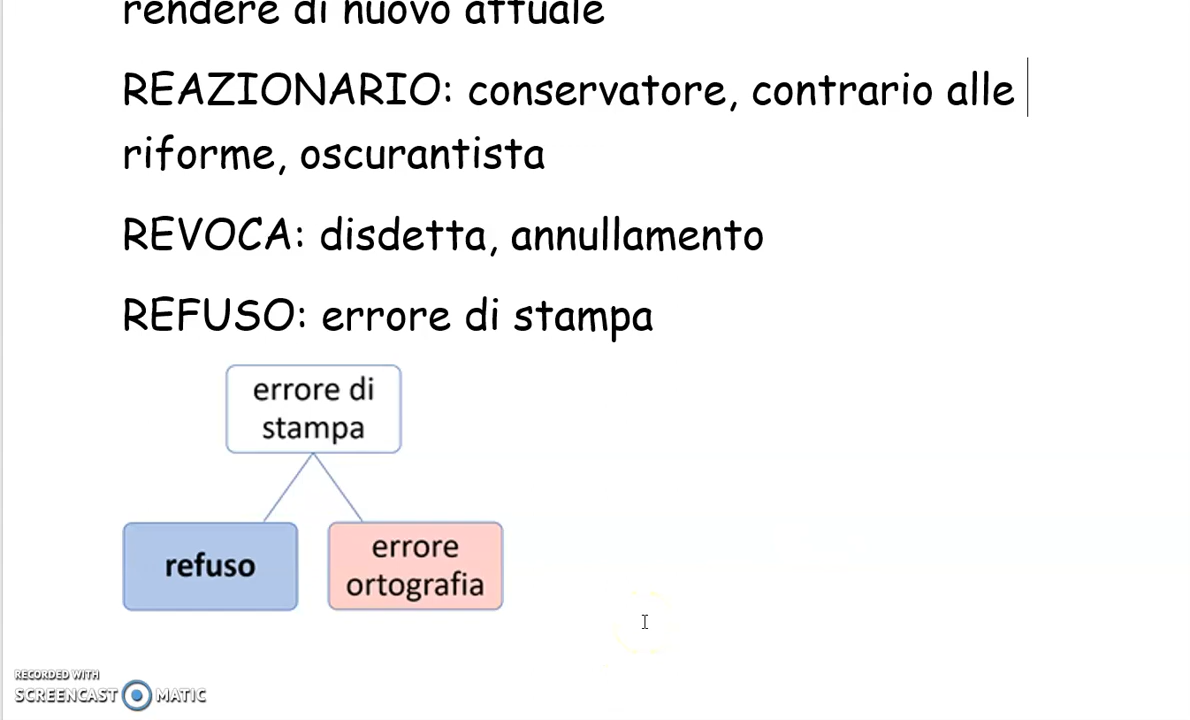 rendere di nuovo attuale
REAZIONARIO: conservatore, contrario alle
riforme, oscurantista
REVOCA: disdetta, annullamento
REFUSO: errore di stampa
errore di
stampa
refuso
errore
ortografia
RECORDED WITH
SCREENCAST MATIC